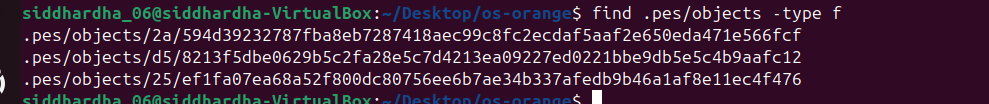 siddhardha_06@siddhardha-VirtualBox:~/Desktop/os-orange$ find .pes/objects -type f
.pes/objects/2a/594d39232787fba8eb7287418aec99c8fc2ecdaf5aaf2e650eda471e566fcf
.pes/objects/d5/8213f5dbe0629b5c2fa28e5c7d4213ea09227ed0221bbe9db5e5c4b9aafc12
.pes/objects/25/ef1fa07ea68a52f800dc80756ee6b7ae34b337afedb9b46a1af8e11ec4f476
siddhardha_06@siddhardha-VirtualBox:~/Desktop/os-orange$